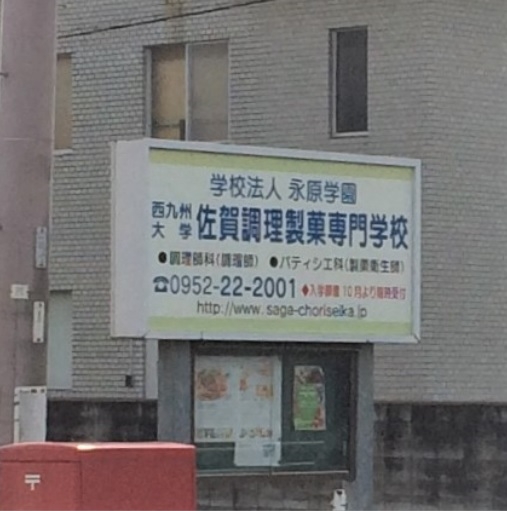 学校法人 永原学園
西九州大学 佐賀調理製菓専門学校
●調理師科(調理師) ●パティシエ科(製菓衛生師)
☎0952-22-2001 ◆入学願書10月より随時受付
http://www.saga-choriseika.jp
〒